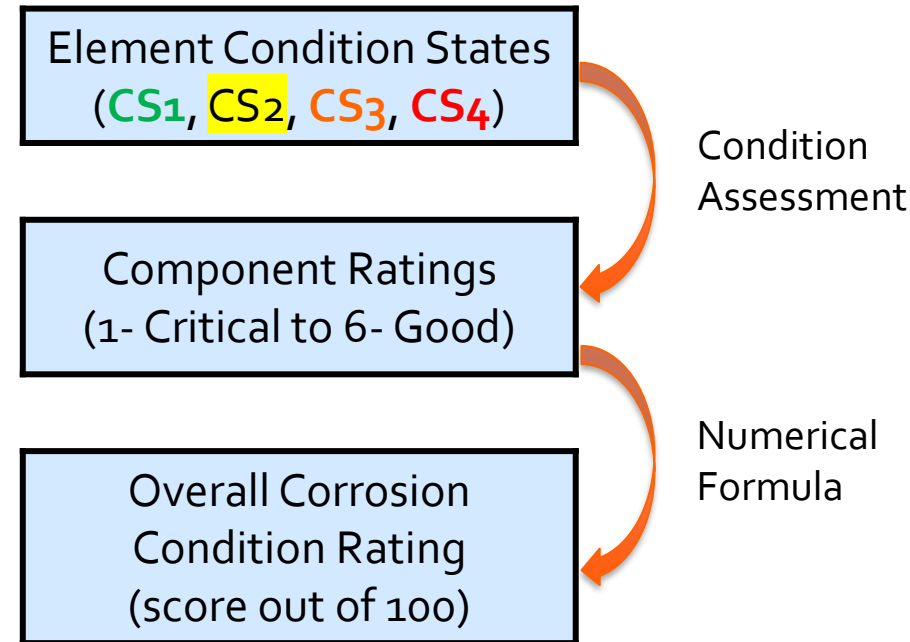 Element Condition States
(CS1, CS2, CS3, CS4)
Condition
Assessment
Component Ratings
(1- Critical to 6- Good)
Numerical
Formula
Overall Corrosion
Condition Rating
(score out of 100)